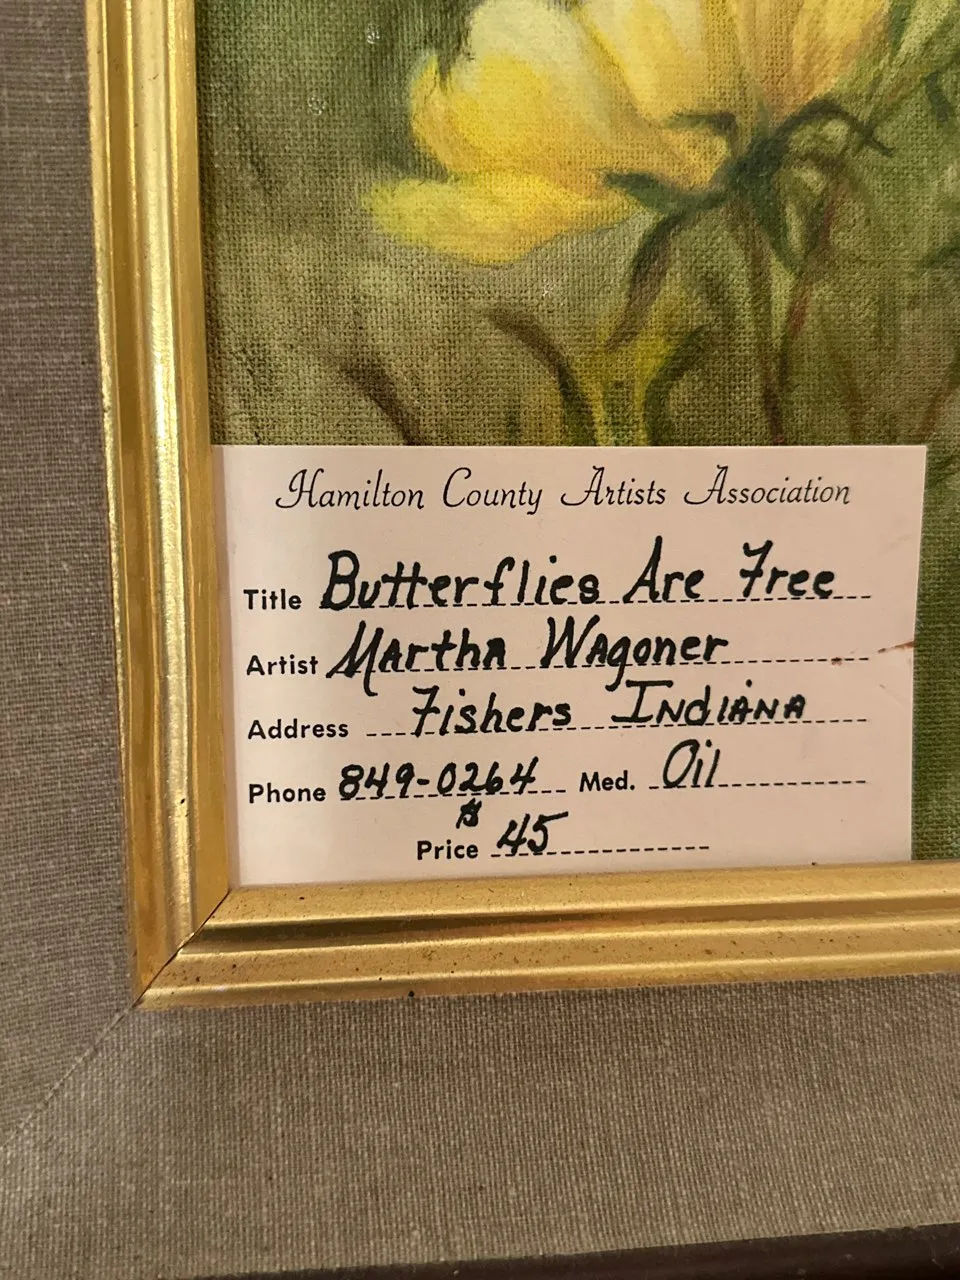 Hamilton County Artists Association
Title Butterflies Are Free
Artist Martha Wagoner
Address Fishers Indiana
Phone 849-0264 Med. Oil
Price $45